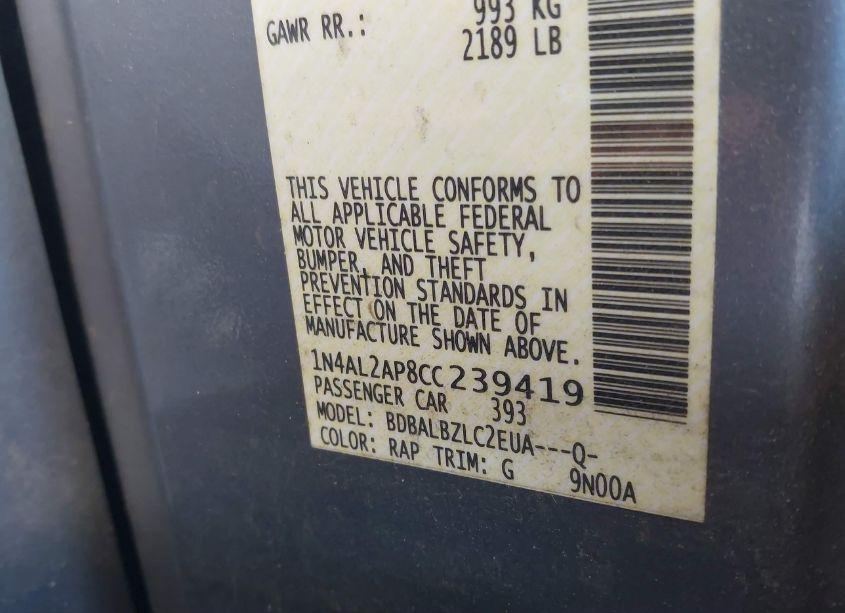 993 KG
GAWR RR.: 2189 LB
THIS VEHICLE CONFORMS TO
ALL APPLICABLE FEDERAL
MOTOR VEHICLE SAFETY,
BUMPER, AND THEFT
PREVENTION STANDARDS IN
EFFECT ON THE DATE OF
MANUFACTURE SHOWN ABOVE.
1N4AL2AP8CC239419
PASSENGER CAR 393
MODEL: BDBALBZLC2EUA---Q-
COLOR: RAP TRIM: G 9N00A